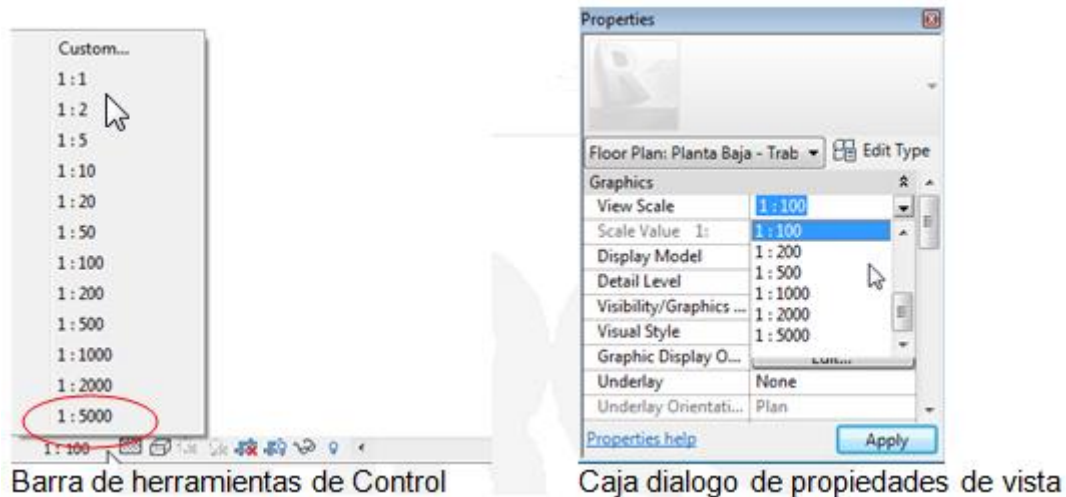 Custom...
1:1
1:2
1:5
1:10
1:20
1:50
1:100
1:200
1:500
1:1000
1:2000
1:5000
1:100
Barra de herramientas de Control
Properties
Floor Plan: Planta Baja - Trab
Edit Type
Graphics
View Scale 1:100
Scale Value 1: 1:100
Display Model 1:200
Detail Level 1:500
Visibility/Graphics ... 1:1000
1:2000
Visual Style 1:5000
Graphic Display O... Edit...
Underlay None
Underlay Orientati... Plan
Properties help Apply
Caja dialogo de propiedades de vista